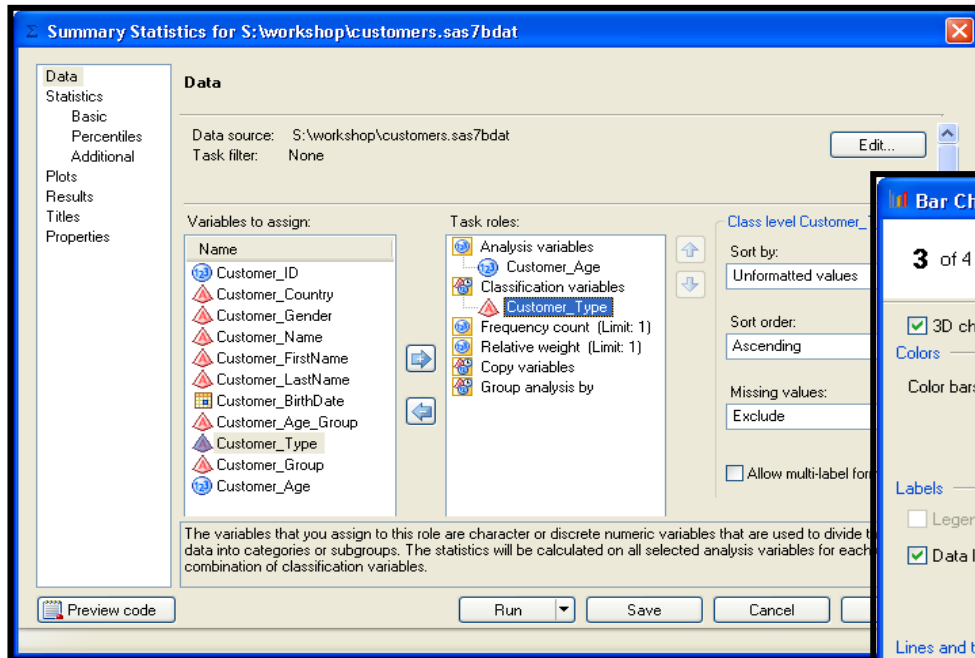 Summary Statistics for S:\workshop\customers.sas7bdat
Data
Statistics
Basic
Percentiles
Additional
Plots
Results
Titles
Properties
Data
Data source: S:\workshop\customers.sas7bdat
Task filter: None
Edit...
Variables to assign:
Name
Customer_ID
Customer_Country
Customer_Gender
Customer_Name
Customer_FirstName
Customer_LastName
Customer_BirthDate
Customer_Age_Group
Customer_Type
Customer_Group
Customer_Age
Task roles:
Analysis variables
Customer_Age
Classification variables
Customer_Type
Frequency count (Limit: 1)
Relative weight (Limit: 1)
Copy variables
Group analysis by
Class level Customer_
Sort by:
Unformatted values
Sort order:
Ascending
Missing values:
Exclude
Allow multi-label for
The variables that you assign to this role are character or discrete numeric variables that are used to divide t
data into categories or subgroups. The statistics will be calculated on all selected analysis variables for each
combination of classification variables.
Preview code
Run
Save
Cancel
Bar Ch
3 of 4
3D ch
Colors
Color bars
Labels
Legen
Data l
Lines and t